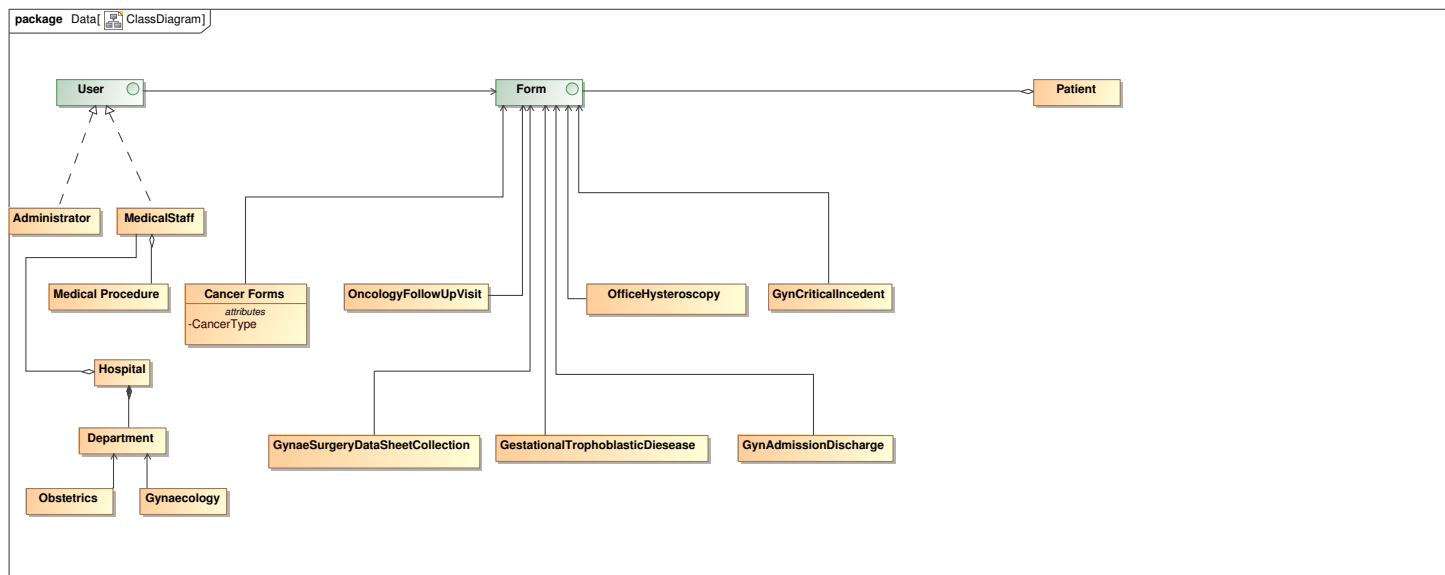 package Data[ ClassDiagram]
User
Form
Patient
Administrator
MedicalStaff
Medical Procedure
Cancer Forms
attributes
-CancerType
OncologyFollowUpVisit
OfficeHysteroscopy
GynCriticalIncedent
Hospital
Department
GynaeSurgeryDataSheetCollection
GestationalTrophoblasticDiesease
GynAdmissionDischarge
Obstetrics
Gynaecology